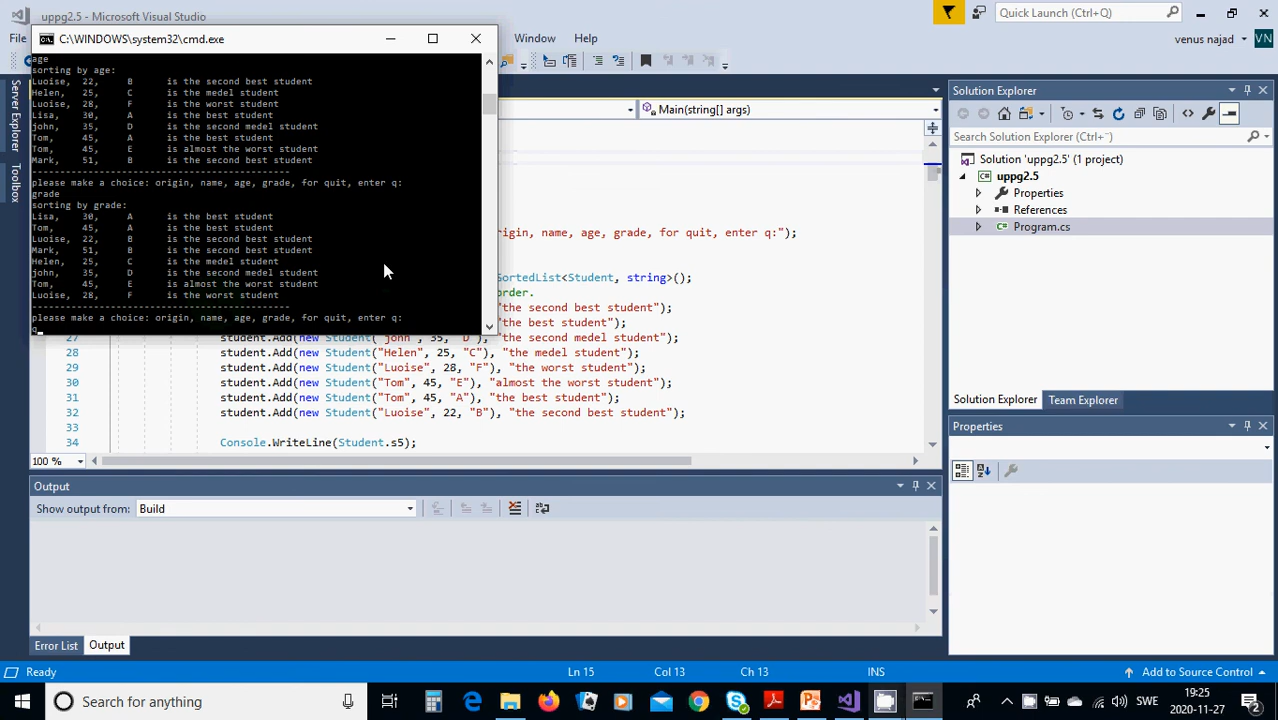 uppg2.5 - Microsoft Visual Studio
Quick Launch (Ctrl+Q)
C:\WINDOWS\system32\cmd.exe
Window Help
venus najad
VN
age
sorting by age:
Luoise, 22, B is the second best student
Helen, 25, C is the medel student
Luoise, 28, F is the worst student
Lisa, 30, A is the best student
john, 35, D is the second medel student
Tom, 45, A is the best student
Tom, 45, E is almost the worst student
Mark, 51, B is the second best student
-----------------------------------------------
please make a choice: origin, name, age, grade, for quit, enter q:
grade
sorting by grade:
Lisa, 30, A is the best student
Tom, 45, A is the best student
Luoise, 22, B is the second best student
Mark, 51, B is the second best student
Helen, 25, C is the medel student
john, 35, D is the second medel student
Tom, 45, E is almost the worst student
Luoise, 28, F is the worst student
-----------------------------------------------
please make a choice: origin, name, age, grade, for quit, enter q:
q
Server Explorer
Toolbox
Main(string[] args)
rigin, name, age, grade, for quit, enter q:");
SortedList<Student, string>();
order.
"the second best student");
"the best student");
27 student.Add(new Student("john", 35, "D"), "the second medel student");
28 student.Add(new Student("Helen", 25, "C"), "the medel student");
29 student.Add(new Student("Luoise", 28, "F"), "the worst student");
30 student.Add(new Student("Tom", 45, "E"), "almost the worst student");
31 student.Add(new Student("Tom", 45, "A"), "the best student");
32 student.Add(new Student("Luoise", 22, "B"), "the second best student");
33
34 Console.WriteLine(Student.s5);
100 %
Solution Explorer
Search Solution Explorer (Ctrl+¨)
Solution 'uppg2.5' (1 project)
uppg2.5
Properties
References
Program.cs
Solution Explorer Team Explorer
Properties
Output
Show output from: Build
Error List Output
Ready Ln 15 Col 13 Ch 13 INS Add to Source Control
Search for anything
SWE
19:25
2020-11-27
2